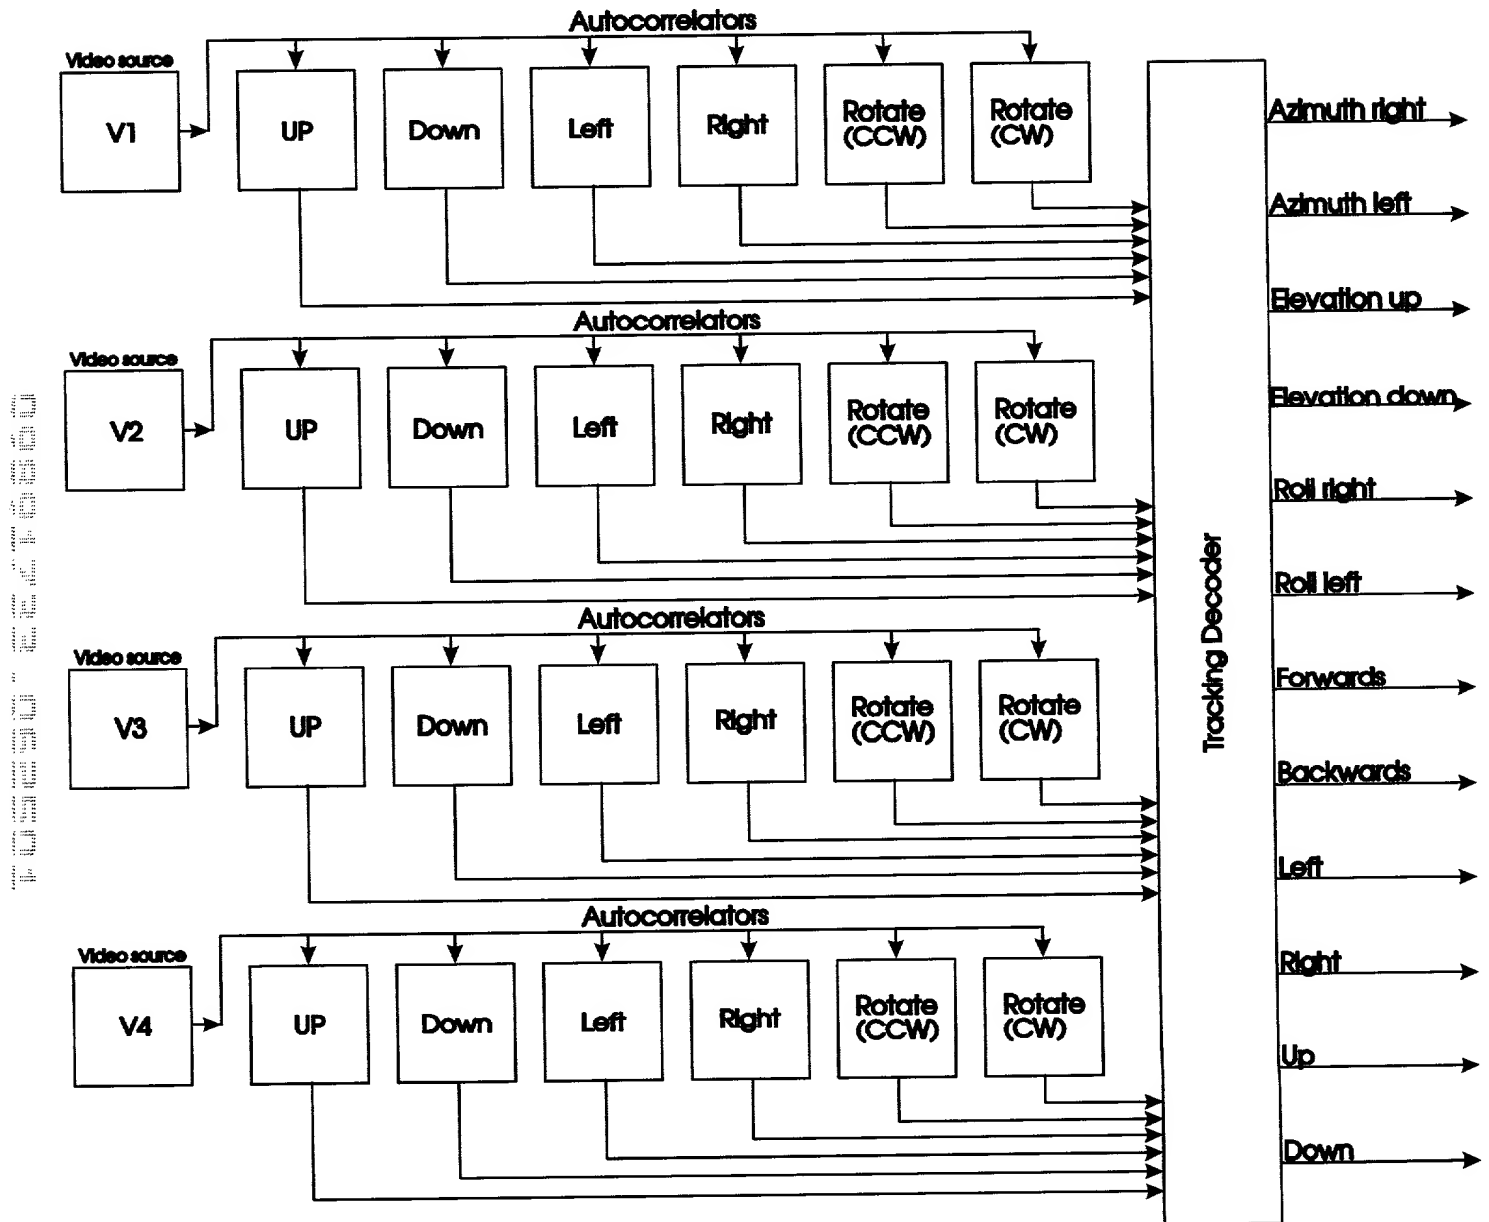 Autocorrelators
Video source
V1
UP
Down
Left
Right
Rotate
(CCW)
Rotate
(CW)
Autocorrelators
Video source
V2
UP
Down
Left
Right
Rotate
(CCW)
Rotate
(CW)
Autocorrelators
Video source
V3
UP
Down
Left
Right
Rotate
(CCW)
Rotate
(CW)
Autocorrelators
Video source
V4
UP
Down
Left
Right
Rotate
(CCW)
Rotate
(CW)
Tracking Decoder
Azimuth right
Azimuth left
Elevation up
Elevation down
Roll right
Roll left
Forwards
Backwards
Left
Right
Up
Down